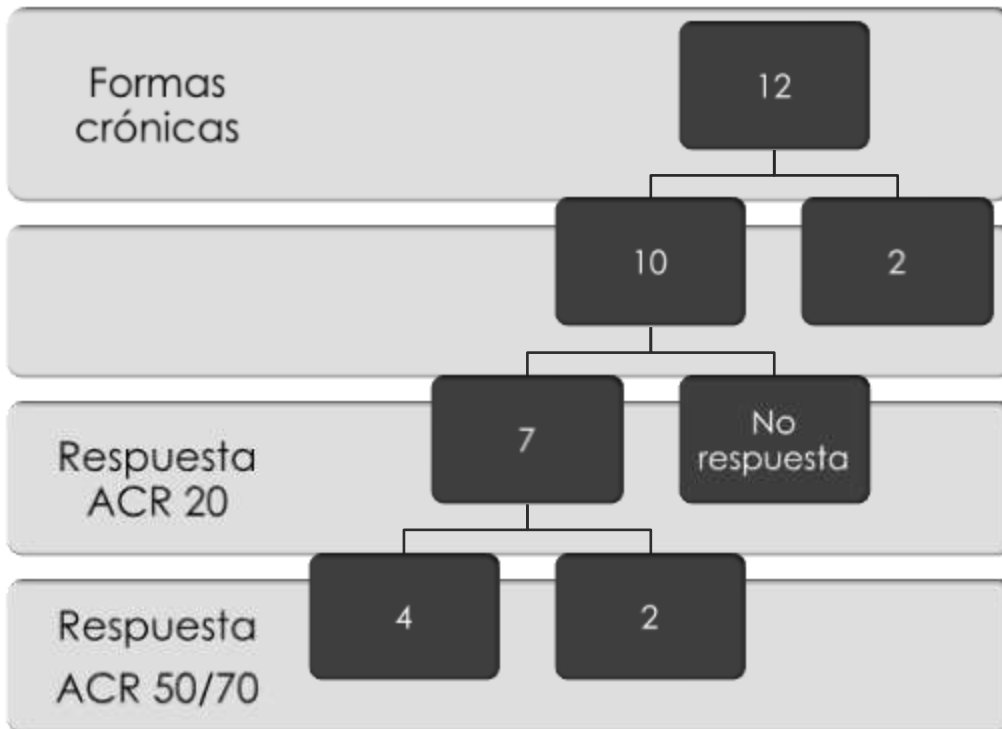 Formas
crónicas
12
10
2
Respuesta
ACR 20
7
No
respuesta
Respuesta
ACR 50/70
4
2